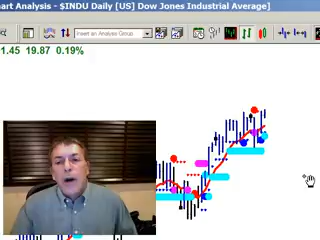 art Analysis - $INDU Daily [US] Dow Jones Industrial Average]
Insert an Analysis Group
1.45 19.87 0.19%